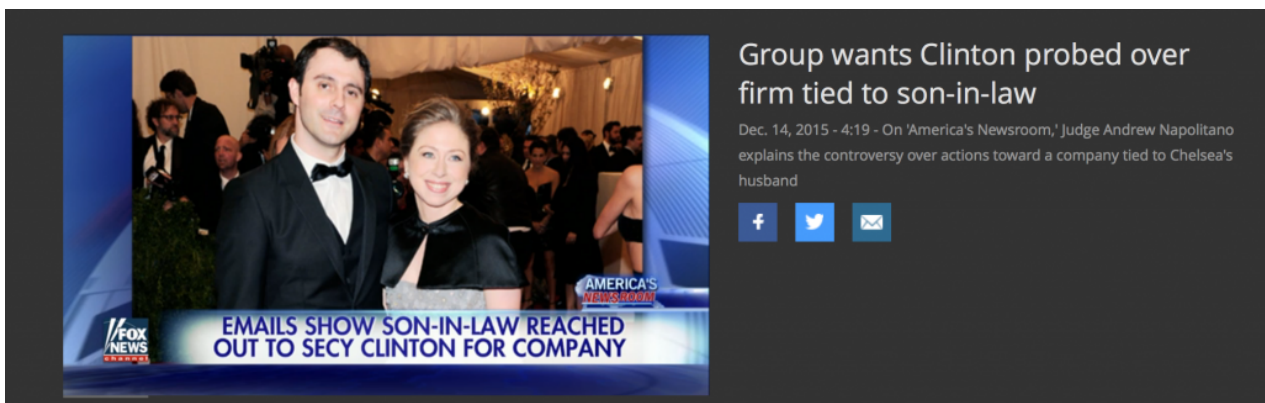 Group wants Clinton probed over
firm tied to son-in-law
Dec. 14, 2015 - 4:19 - On 'America's Newsroom,' Judge Andrew Napolitano
explains the controversy over actions toward a company tied to Chelsea's
husband
f
AMERICA'S
NEWSROOM
EMAILS SHOW SON-IN-LAW REACHED
OUT TO SECY CLINTON FOR COMPANY
FOX
NEWS
channel